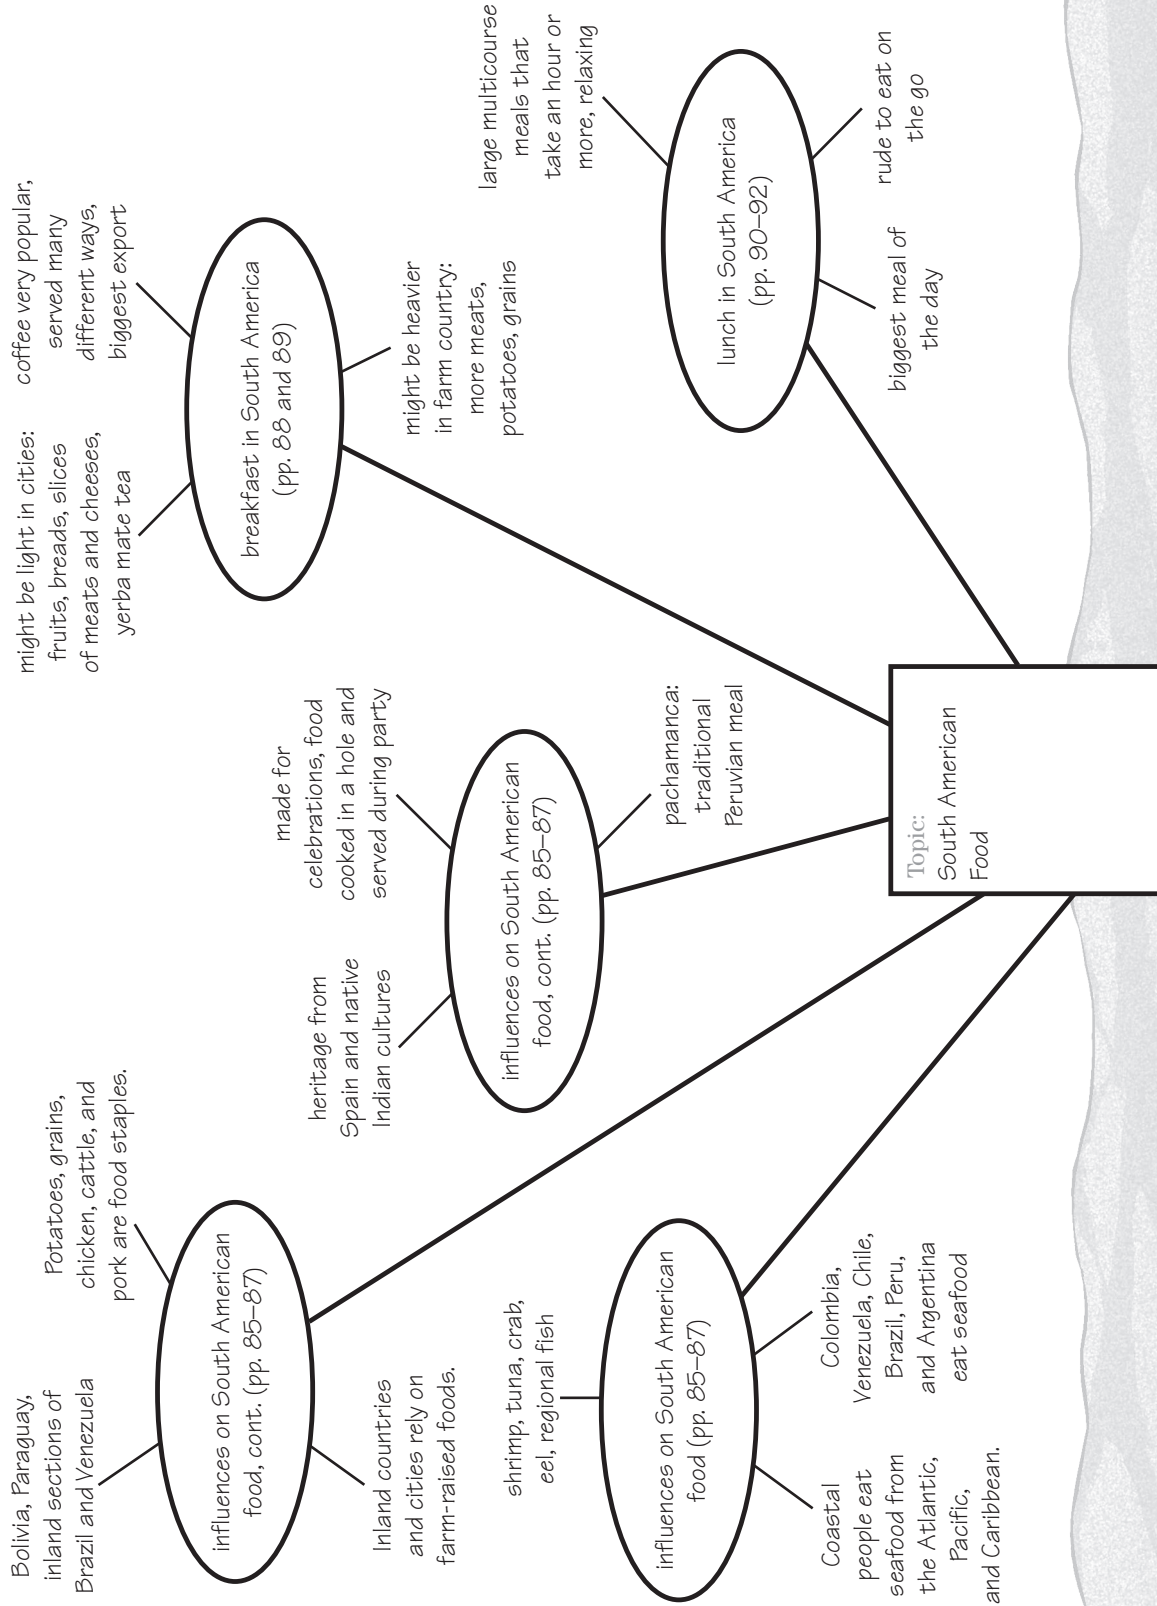 Bolivia, Paraguay,
inland sections of
Brazil and Venezuela
Potatoes, grains,
chicken, cattle, and
pork are food staples.
influences on South American
food, cont. (pp. 85–87)
Inland countries
and cities rely on
farm-raised foods.
shrimp, tuna, crab,
eel, regional fish
influences on South American
food (pp. 85–87)
Coastal
people eat
seafood from
the Atlantic,
Pacific,
and Caribbean.
Colombia,
Venezuela, Chile,
Brazil, Peru,
and Argentina
eat seafood
heritage from
Spain and native
Indian cultures
made for
celebrations, food
cooked in a hole and
served during party
influences on South American
food, cont. (pp. 85–87)
pachamanca:
traditional
Peruvian meal
might be light in cities:
fruits, breads, slices
of meats and cheeses,
yerba mate tea
coffee very popular,
served many
different ways,
biggest export
breakfast in South America
(pp. 88 and 89)
might be heavier
in farm country:
more meats,
potatoes, grains
large multicourse
meals that
take an hour or
more, relaxing
lunch in South America
(pp. 90–92)
biggest meal of
the day
rude to eat on
the go
Topic:
South American
Food